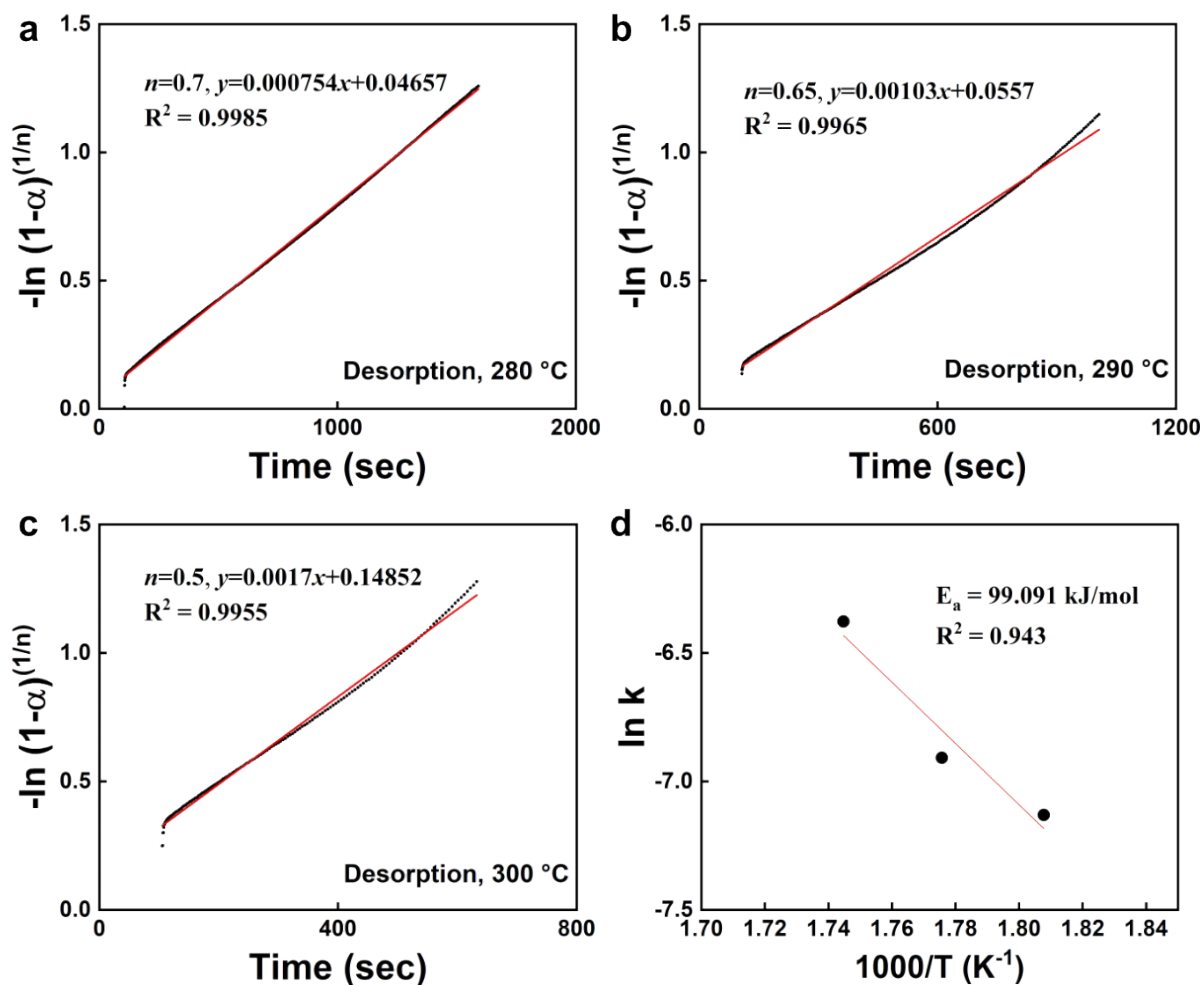 a
1.5
1.0
0.5
0.0
-ln (1-α)^(1/n)
n=0.7, y=0.000754x+0.04657
R² = 0.9985
Desorption, 280 °C
0
1000
2000
Time (sec)
b
1.5
1.0
0.5
0.0
-ln (1-α)^(1/n)
n=0.65, y=0.00103x+0.0557
R² = 0.9965
Desorption, 290 °C
0
600
1200
Time (sec)
c
1.5
1.0
0.5
0.0
-ln (1-α)^(1/n)
n=0.5, y=0.0017x+0.14852
R² = 0.9955
Desorption, 300 °C
0
400
800
Time (sec)
d
-6.0
-6.5
-7.0
-7.5
ln k
Eₐ = 99.091 kJ/mol
R² = 0.943
1.70
1.72
1.74
1.76
1.78
1.80
1.82
1.84
1000/T (K⁻¹)